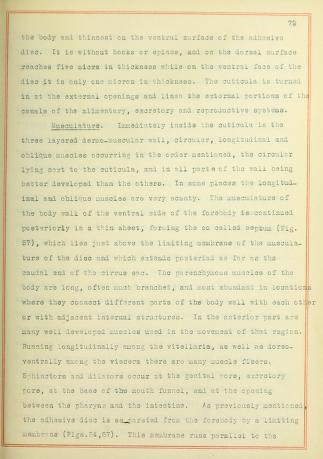 79
the body and thinnest on the ventral surface of the adhesive
disc. It is without hooks or spines, and on the dorsal surface
reaches five micra in thickness while on the ventral face of the
disc it is only one micron in thickness. The cuticula is turned
in at the external openings and lines the external portions of the
canals of the alimentary, excretory and reproductive systems.
Musculature. Immediately inside the cuticula is the
three layered dermo-muscular wall, circular, longitudinal and
oblique muscles occurring in the order mentioned, the circular
lying next to the cuticula, and in all parts of the wall being
better developed than the others. In some places the longitud-
inal and oblique muscles are very scanty. The musculature of
the body wall of the ventral side of the forebody is continued
posteriorly in a thin sheet, forming the so called septum (Fig.
67), which lies just above the limiting membrane of the muscula-
ture of the disc and which extends posteriad as far as the
caudal end of the cirrus sac. The parenchymous muscles of the
body are long, often much branched, and most abundant in locations
where they connect different parts of the body wall with each other
or with adjacent internal structures. In the anterior part are
many well developed muscles used in the movement of that region.
Running longitudinally among the vitellaria, as well as dorso-
ventrally among the viscera there are many muscle fibers.
Sphinctors and dilators occur at the genital pore, excretory
pore, at the base of the mouth funnel, and at the opening
between the pharynx and the intestine. As previously mentioned,
the adhesive disc is separated from the forebody by a limiting
membrane (Figs.64,67). This membrane runs parallel to the